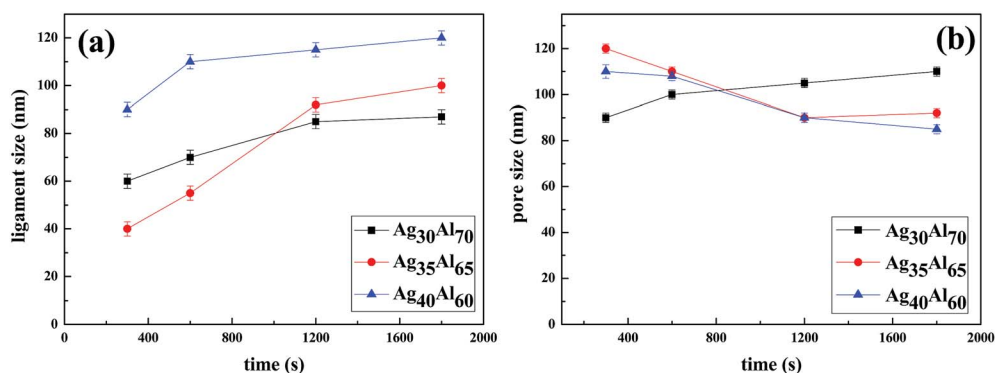 (a)
ligament size (nm)
120
100
80
60
40
20
0
0 400 800 1200 1600 2000
time (s)
Ag30Al70
Ag35Al65
Ag40Al60
(b)
pore size (nm)
120
100
80
60
40
20
0
400 800 1200 1600 2000
time (s)
Ag30Al70
Ag35Al65
Ag40Al60